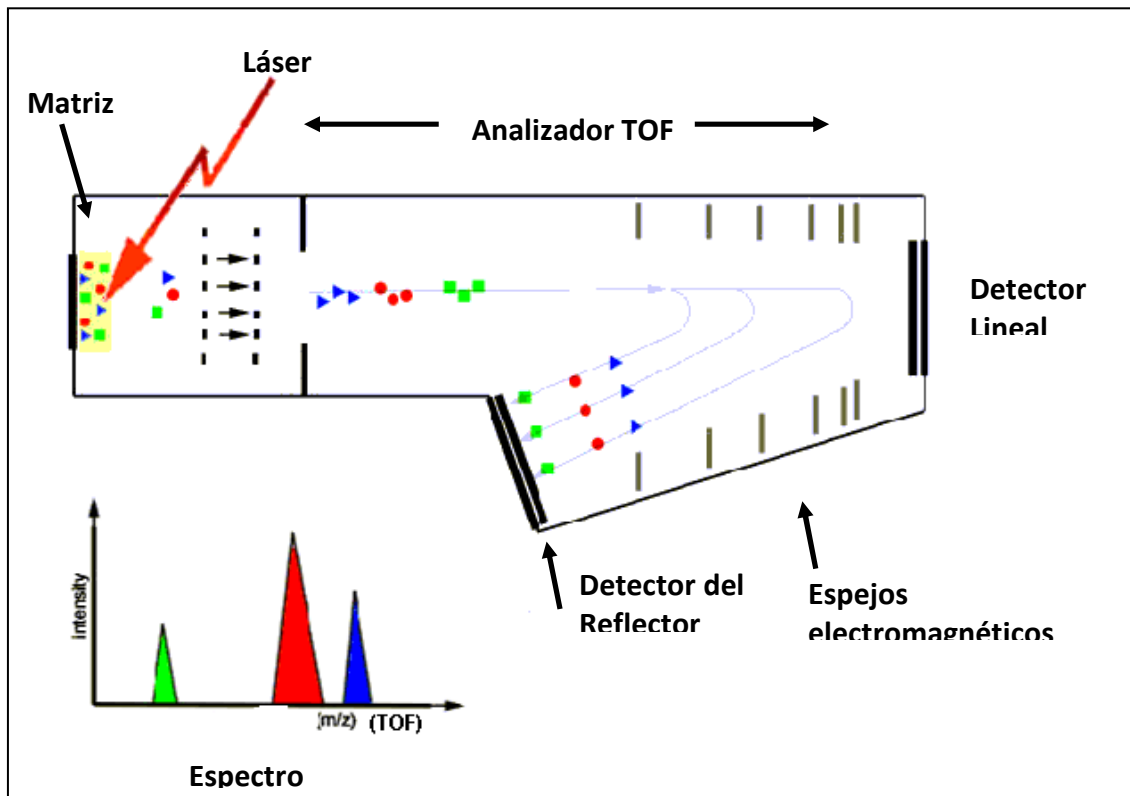 Láser
Matriz
Analizador TOF
Detector
Lineal
Detector del
Reflector
Espejos
electromagnéticos
intensity
(m/z) (TOF)
Espectro